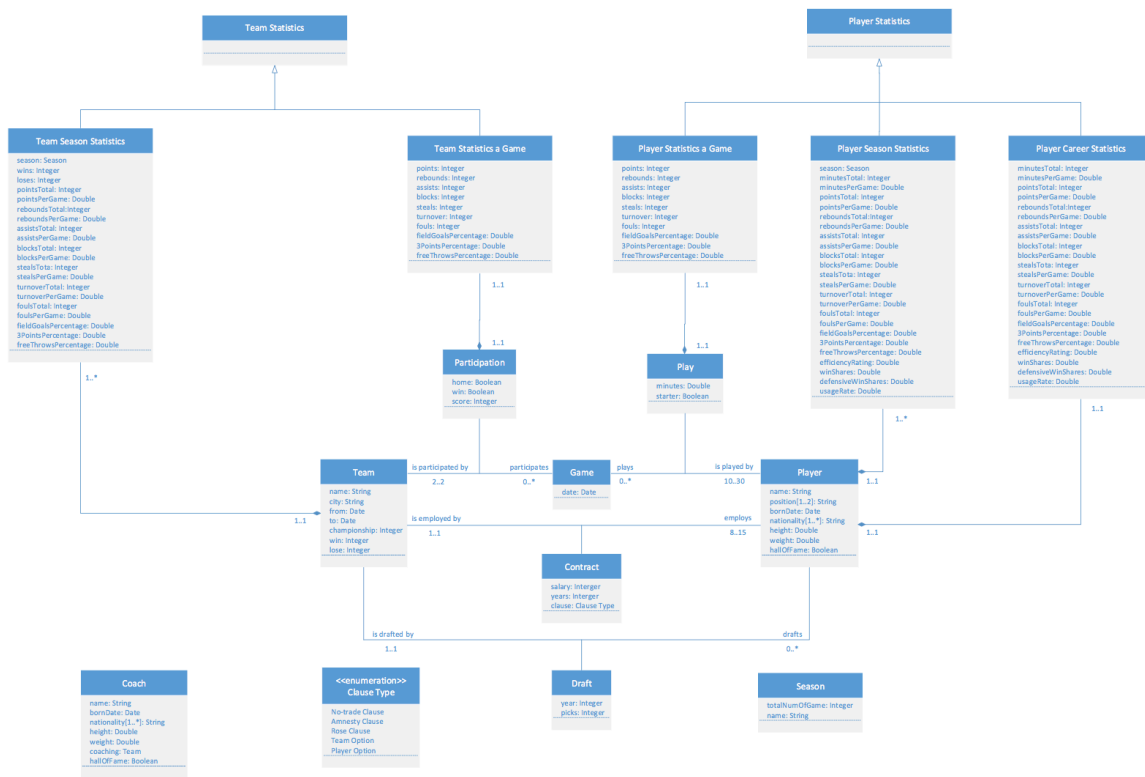 Team Statistics
Player Statistics
Team Season Statistics
season: Season
wins: Integer
loses: Integer
pointsTotal: Integer
pointsPerGame: Double
reboundsTotal:Integer
reboundsPerGame: Double
assistsTotal: Integer
assistsPerGame: Double
blocksTotal: Integer
blocksPerGame: Double
stealsTota: Integer
stealsPerGame: Double
turnoverTotal: Integer
turnoverPerGame: Double
foulsTotal: Integer
foulsPerGame: Double
fieldGoalsPercentage: Double
3PointsPercentage: Double
freeThrowsPercentage: Double
Team Statistics a Game
points: Integer
rebounds: Integer
assists: Integer
blocks: Integer
steals: Integer
turnover: Integer
fouls: Integer
fieldGoalsPercentage: Double
3PointsPercentage: Double
freeThrowsPercentage: Double
Player Statistics a Game
points: Integer
rebounds: Integer
assists: Integer
blocks: Integer
steals: Integer
turnover: Integer
fouls: Integer
fieldGoalsPercentage: Double
3PointsPercentage: Double
freeThrowsPercentage: Double
Player Season Statistics
season: Season
minutesTotal: Integer
minutesPerGame: Double
pointsTotal: Integer
pointsPerGame: Double
reboundsTotal:Integer
reboundsPerGame: Double
assistsTotal: Integer
assistsPerGame: Double
blocksTotal: Integer
blocksPerGame: Double
stealsTota: Integer
stealsPerGame: Double
turnoverTotal: Integer
turnoverPerGame: Double
foulsTotal: Integer
foulsPerGame: Double
fieldGoalsPercentage: Double
3PointsPercentage: Double
freeThrowsPercentage: Double
efficiencyRating: Double
winShares: Double
defensiveWinShares: Double
usageRate: Double
Player Career Statistics
minutesTotal: Integer
minutesPerGame: Double
pointsTotal: Integer
pointsPerGame: Double
reboundsTotal:Integer
assistsTotal: Integer
assistsPerGame: Double
blocksTotal: Integer
blocksPerGame: Double
stealsTota: Integer
stealsPerGame: Double
turnoverTotal: Integer
turnoverPerGame: Double
foulsTotal: Integer
foulsPerGame: Double
fieldGoalsPercentage: Double
3PointsPercentage: Double
freeThrowsPercentage: Double
efficiencyRating: Double
winShares: Double
defensiveWinShares: Double
usageRate: Double
1..1
1..1
1..1
1..1
Participation
home: Boolean
win: Boolean
score: Integer
Play
minutes: Double
starter: Boolean
1..*
1..*
1..1
Team
name: String
city: String
from: Date
to: Date
championship: Integer
win: Integer
lose: Integer
is participated by
2..2
participates
0..*
Game
date: Date
plays
0..*
is played by
10..30
Player
name: String
position[1..2]: String
bornDate: Date
nationality[1..*]: String
height: Double
weight: Double
hallOfFame: Boolean
1..1
1..1
1..1
Is employed by
1..1
employs
8..15
Contract
salary: Interger
years: Interger
clause: Clause Type
is drafted by
1..1
drafts
0..*
Coach
name: String
bornDate: Date
nationality[1..*]: String
height: Double
weight: Double
coaching: Team
hallOfFame: Boolean
<<enumeration>>
Clause Type
No-trade Clause
Amnesty Clause
Rose Clause
Team Option
Player Option
Draft
year: Integer
picks: Integer
Season
totalNumOfGame: Integer
name: String